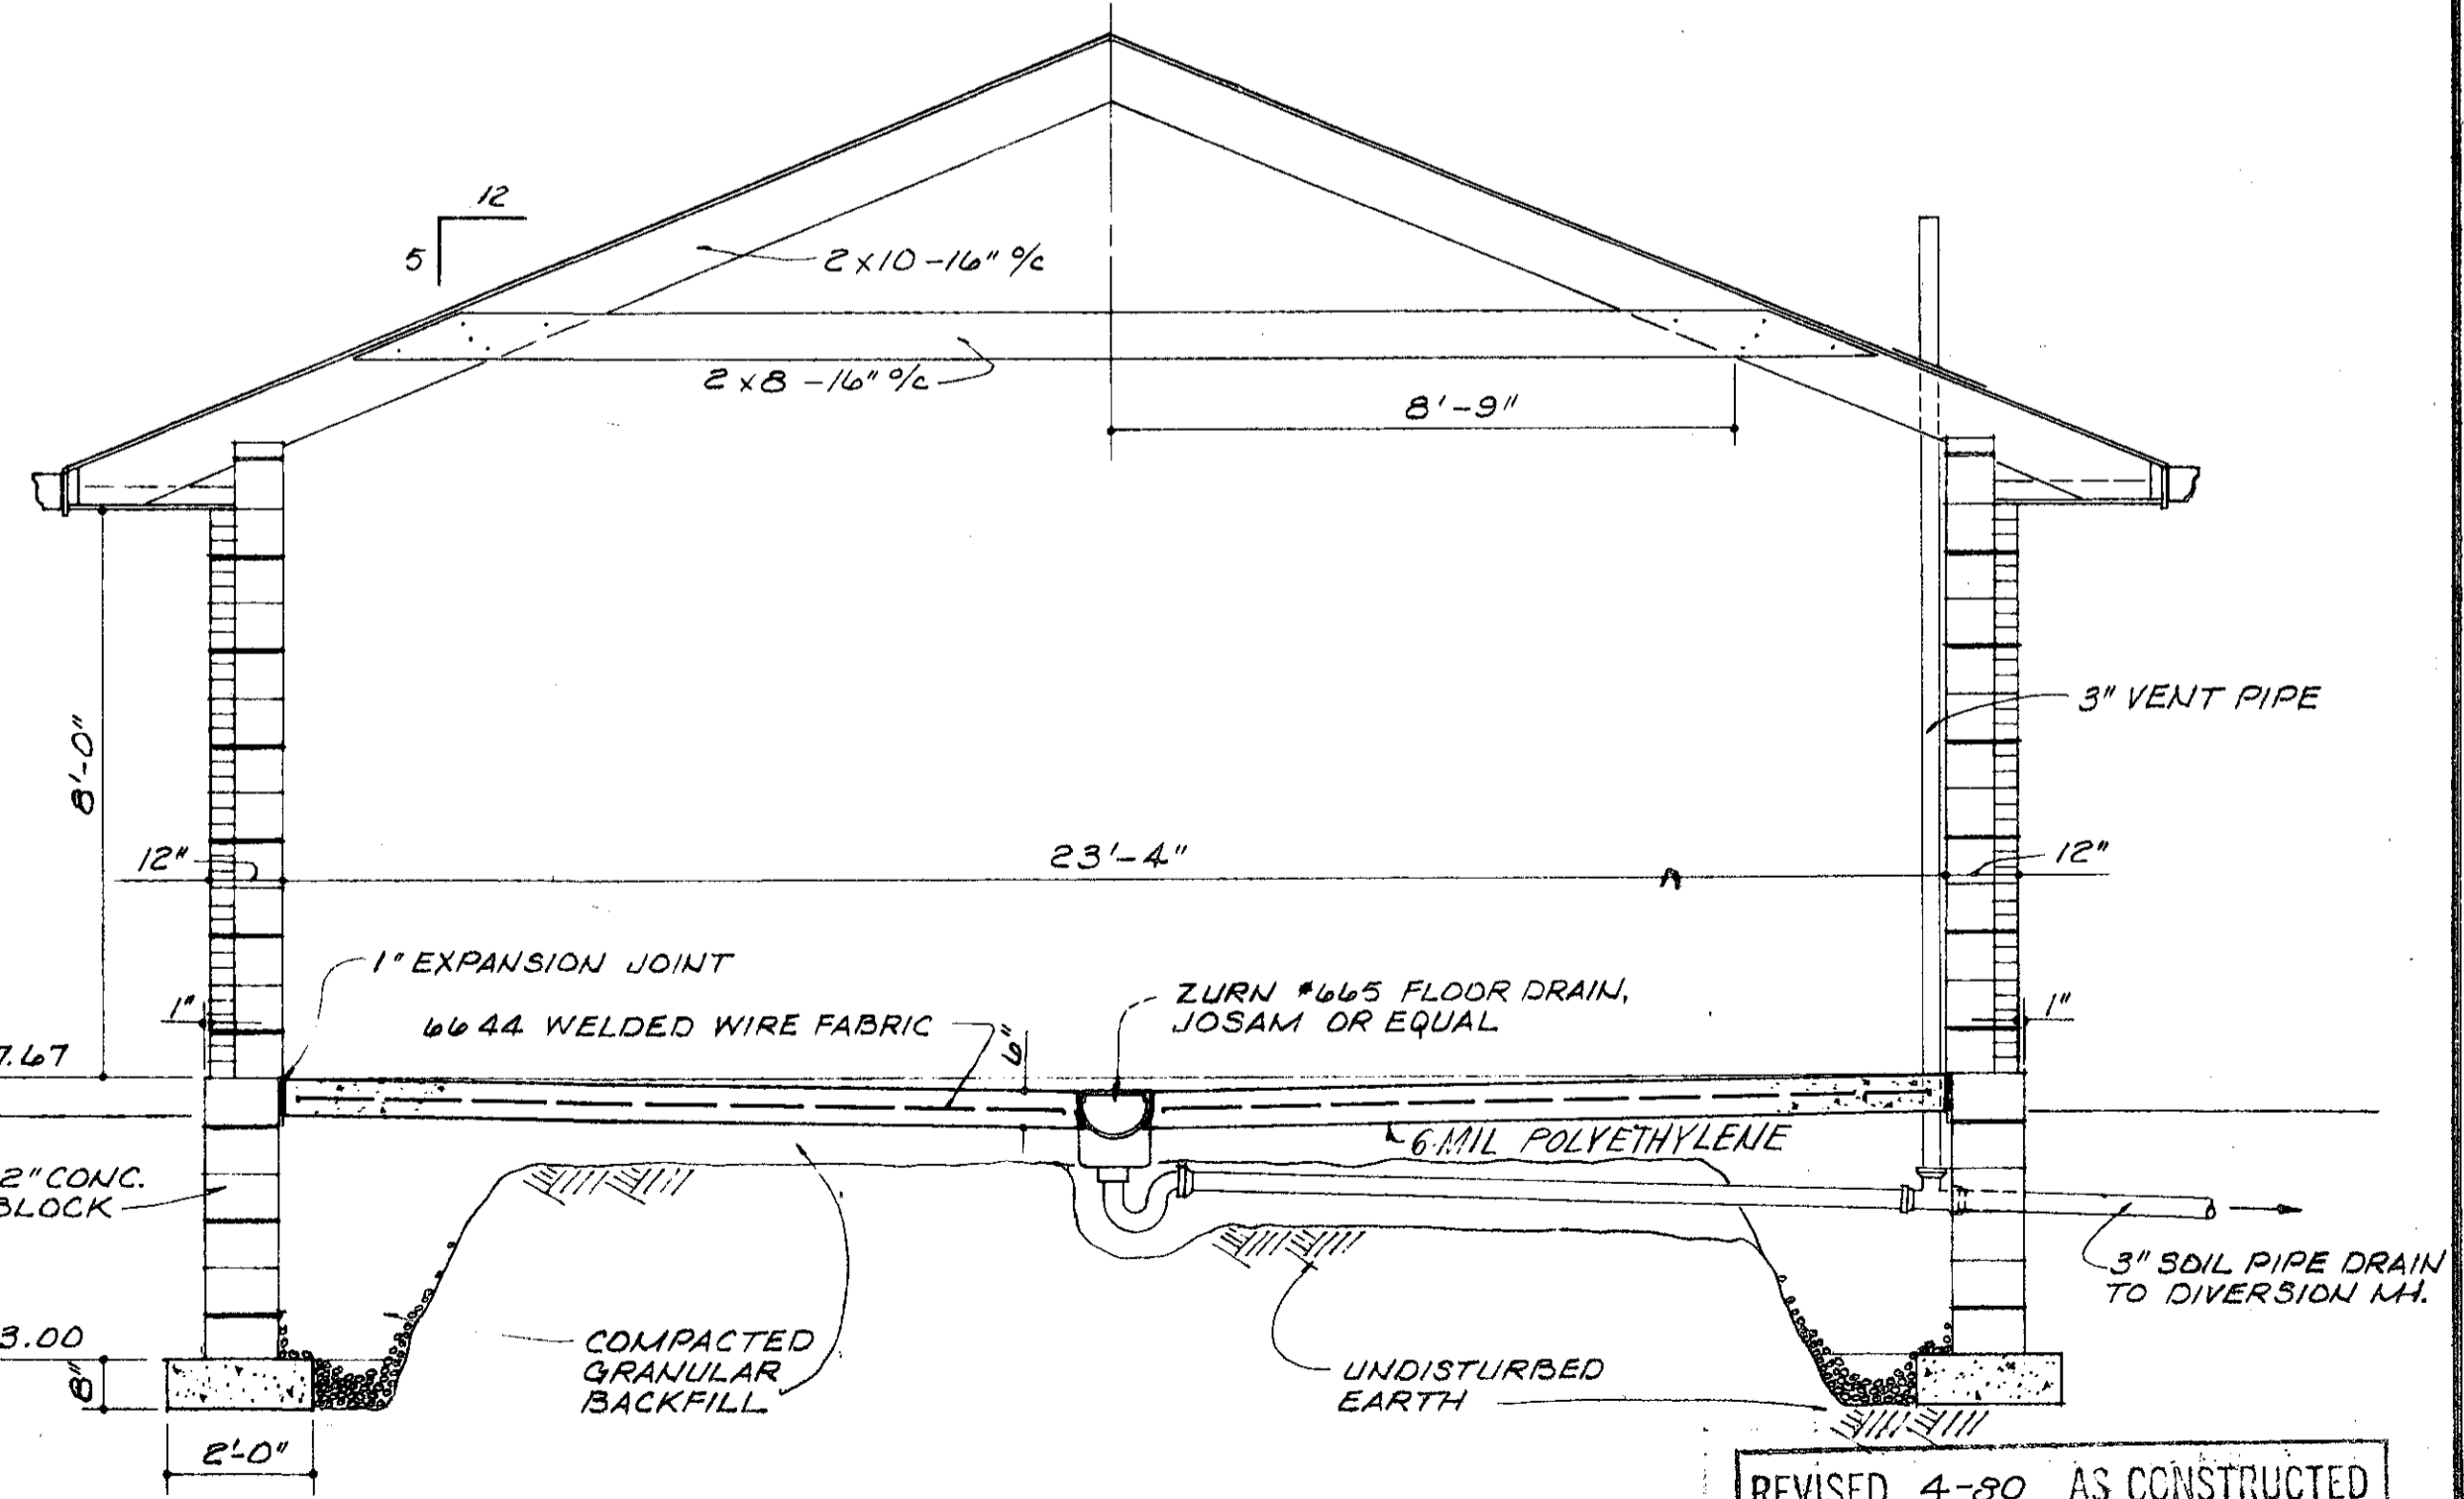 12
5
2x10-16" o/c
2x8-16" o/c
8'-9"
8'-0"
3" VENT PIPE
12"
23'-4"
12"
1" EXPANSION JOINT
1"
6644 WELDED WIRE FABRIC
6"
ZURN #665 FLOOR DRAIN,
JOSAM OR EQUAL
1"
7.67
6-MIL POLYETHYLENE
2" CONC.
BLOCK
3" SOIL PIPE DRAIN
TO DIVERSION MH.
3.00
8"
COMPACTED
GRANULAR
BACKFILL
UNDISTURBED
EARTH
2'-0"
REVISED 4-80 AS CONSTRUCTED